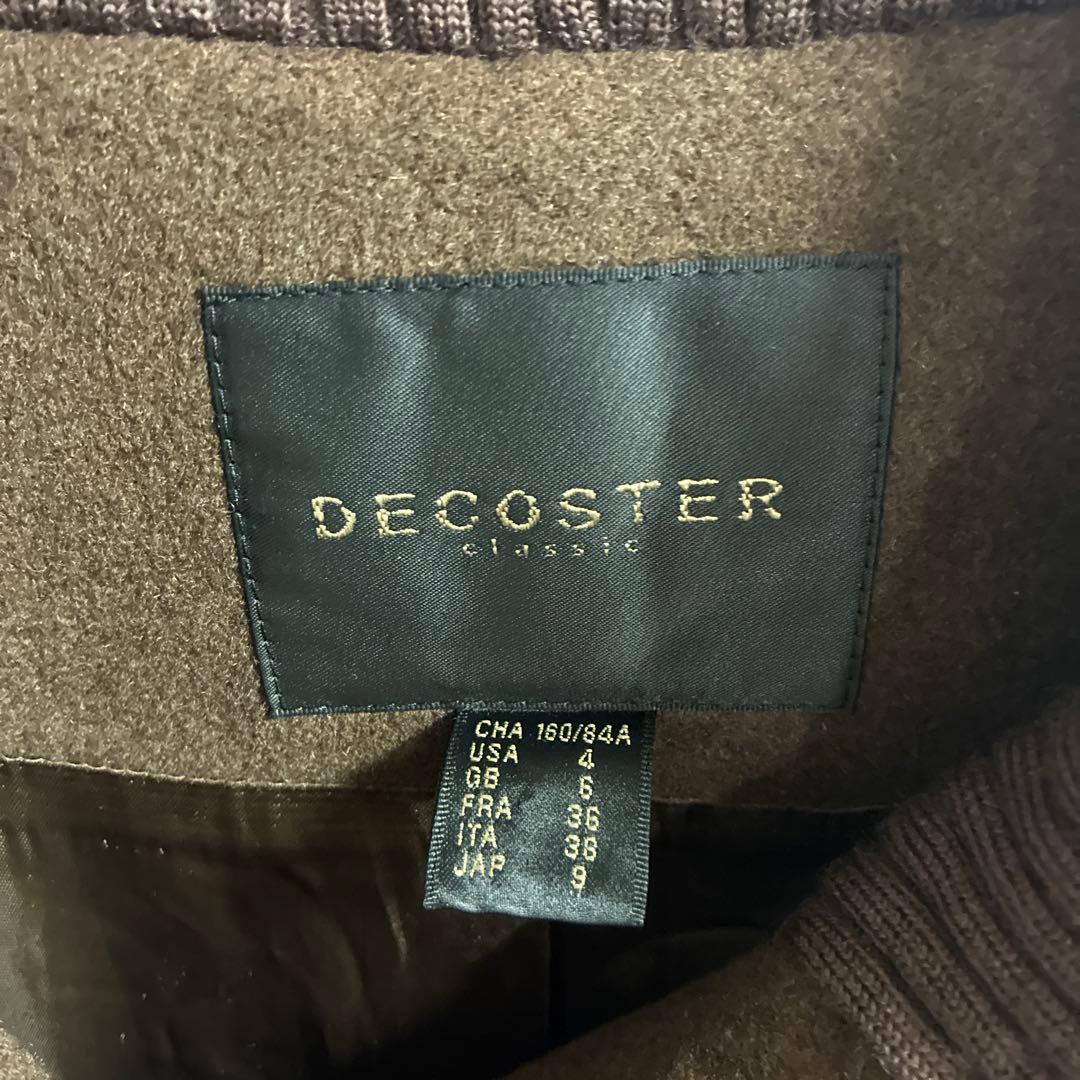 DECOSTER
classic
CHA 160/84A
USA 4
GB 6
FRA 36
ITA 38
JAP 9